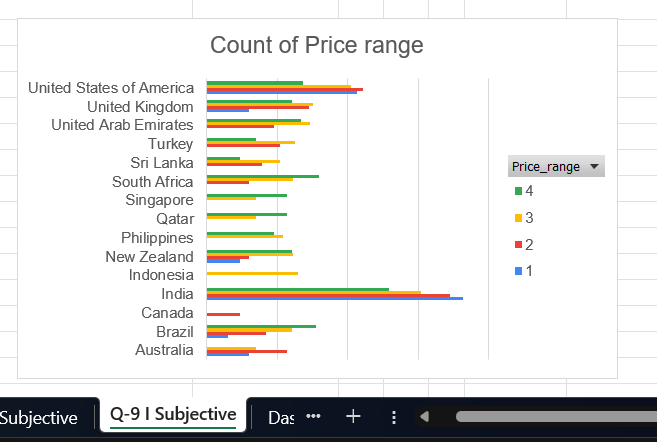 Count of Price range
United States of America
United Kingdom
United Arab Emirates
Turkey
Sri Lanka
South Africa
Singapore
Qatar
Philippines
New Zealand
Indonesia
India
Canada
Brazil
Australia
Price_range
4
3
2
1
Subjective
Q-9 I Subjective
Das